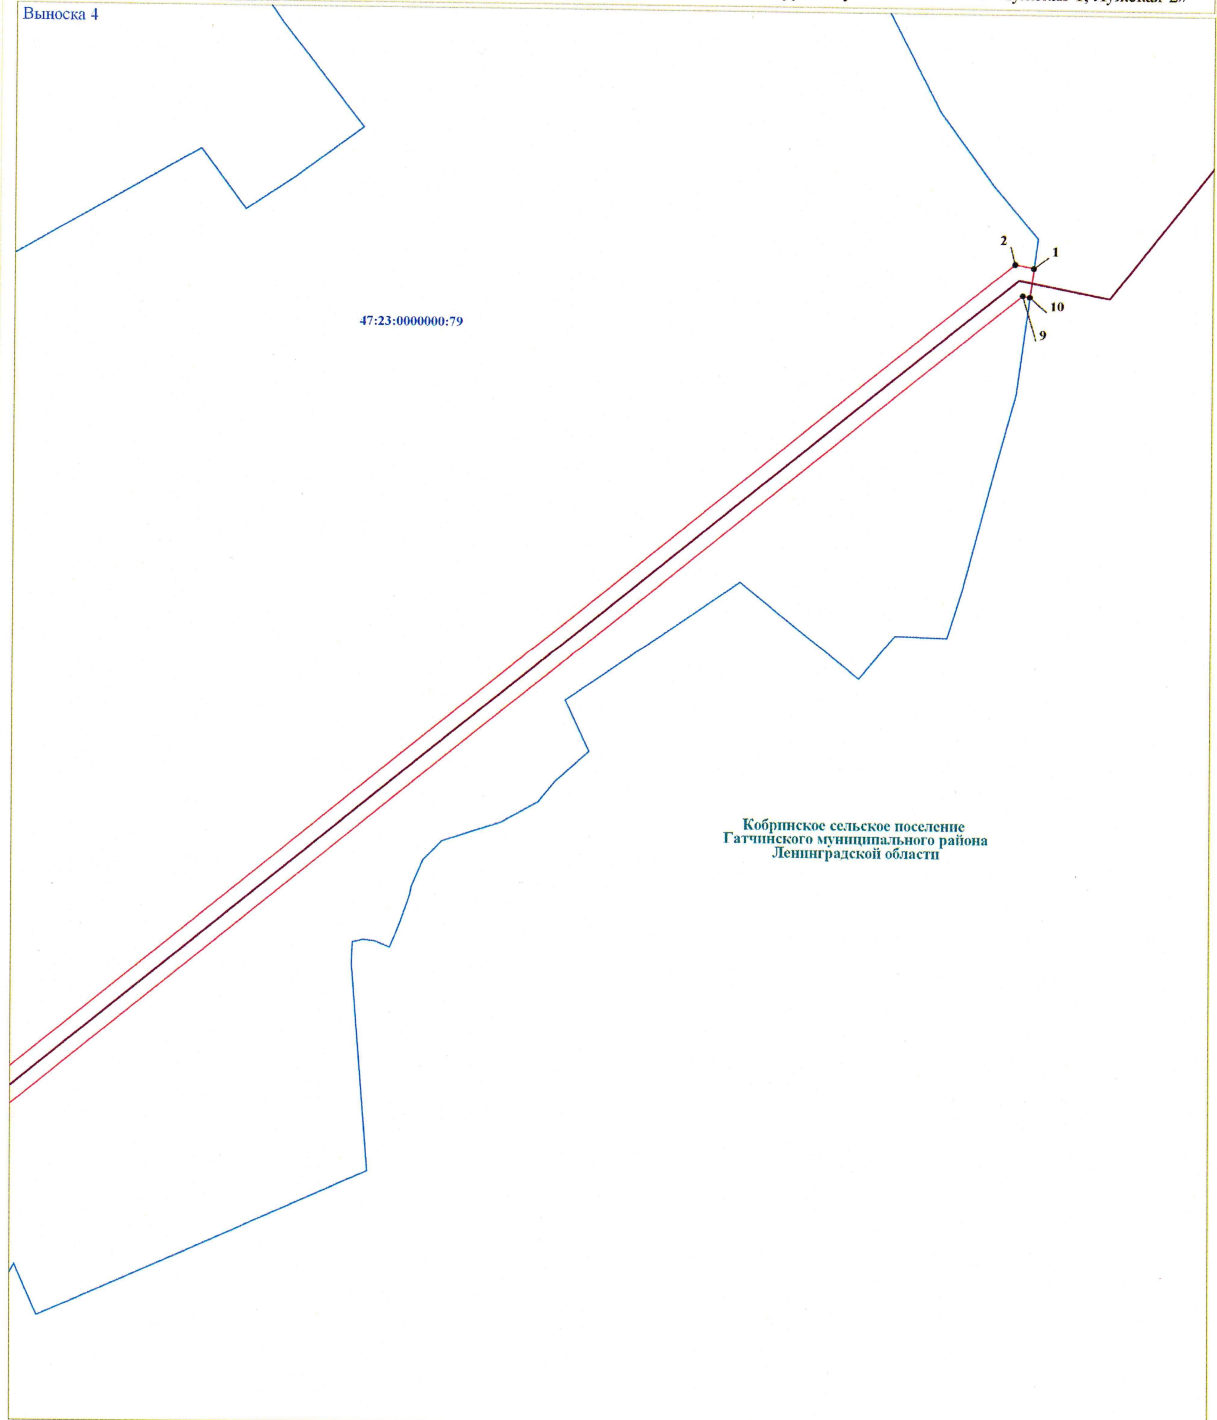 Выноска 4
2
1
47:23:0000000:79
10
9
Кобринское сельское поселение
Гатчинского муниципального района
Ленинградской области